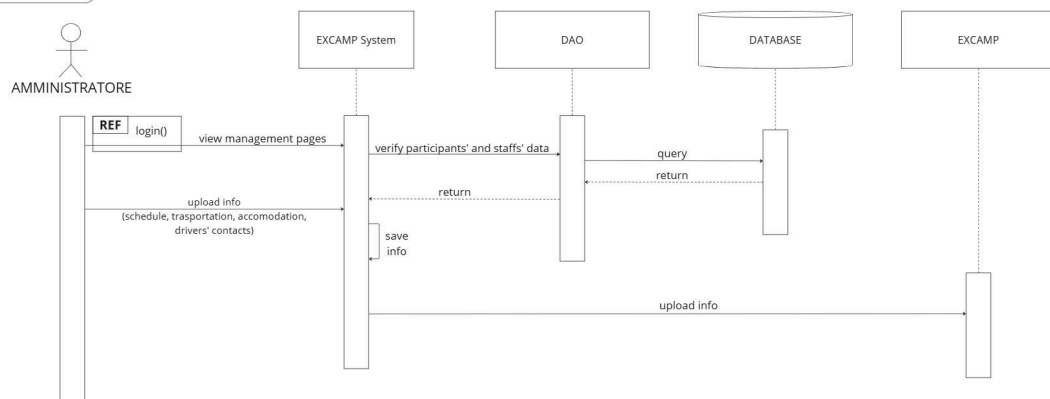 EXCAMP System
DAO
DATABASE
EXCAMP
AMMINISTRATORE
REF
login()
view management pages
verify participants' and staffs' data
query
return
return
upload info
(schedule, trasportation, accomodation,
drivers' contacts)
save
info
upload info